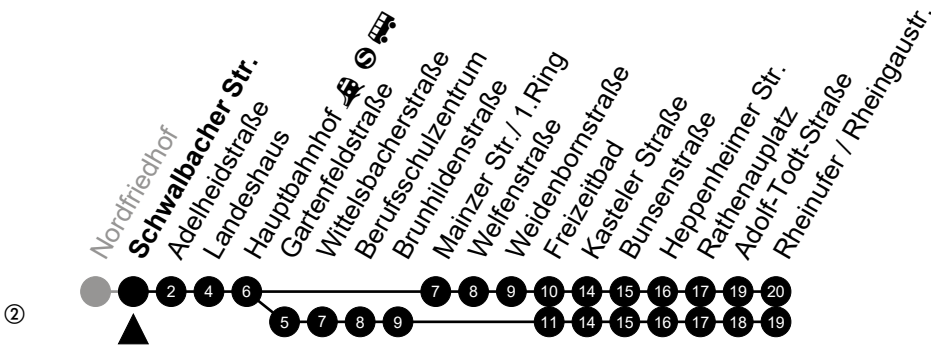 Nordfriedhof
Schwalbacher Str.
Adelheidstraße
Landeshaus
Hauptbahnhof S
Gartenfeldstraße
Wittelsbacherstraße
Berufsschulzentrum
Brunhildenstraße
Mainzer Str./ 1.Ring
Welfenstraße
Weidenbornstraße
Freizeitbad
Kasteler Straße
Bunsenstraße
Heppenheimer Str.
Rathenauplatz
Adolf-Todt-Straße
Rheinufer / Rheingaustr.
2 4 6 7 8 9 10 14 15 16 17 19 20
② 5 7 8 9 11 14 15 16 17 18 19